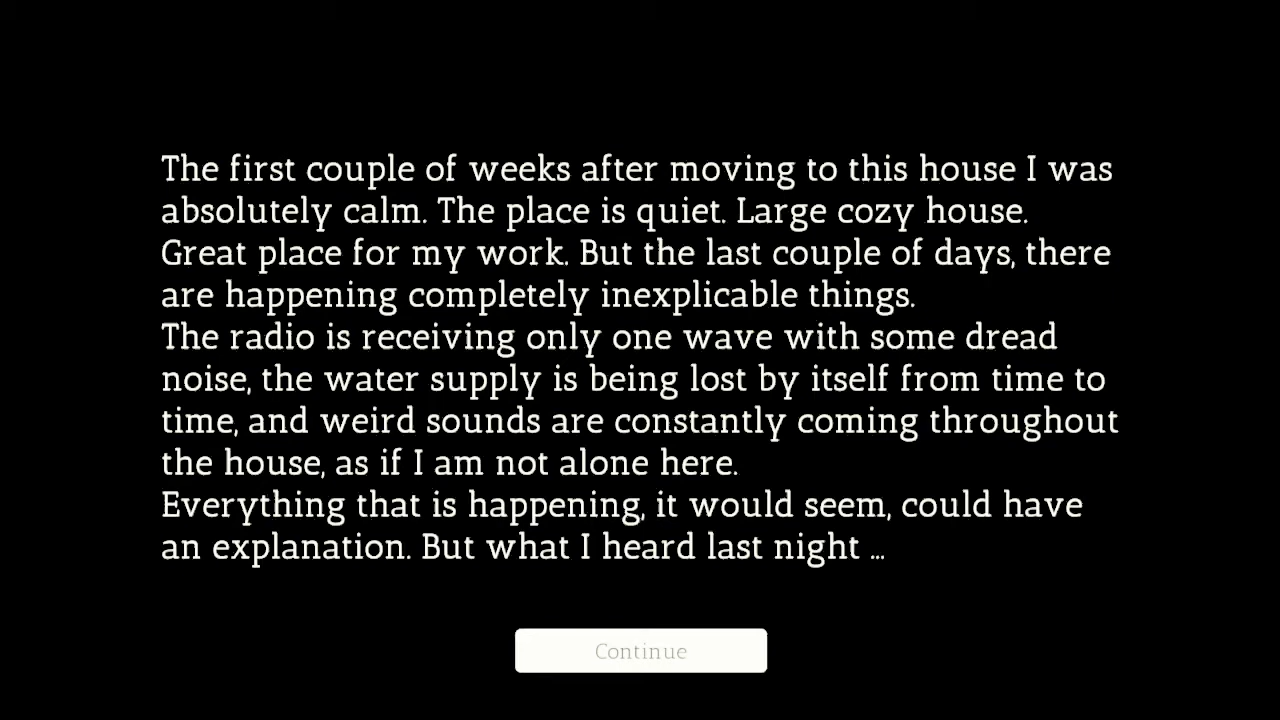 The first couple of weeks after moving to this house I was
absolutely calm. The place is quiet. Large cozy house.
Great place for my work. But the last couple of days, there
are happening completely inexplicable things.
The radio is receiving only one wave with some dread
noise, the water supply is being lost by itself from time to
time, and weird sounds are constantly coming throughout
the house, as if I am not alone here.
Everything that is happening, it would seem, could have
an explanation. But what I heard last night ...
Continue